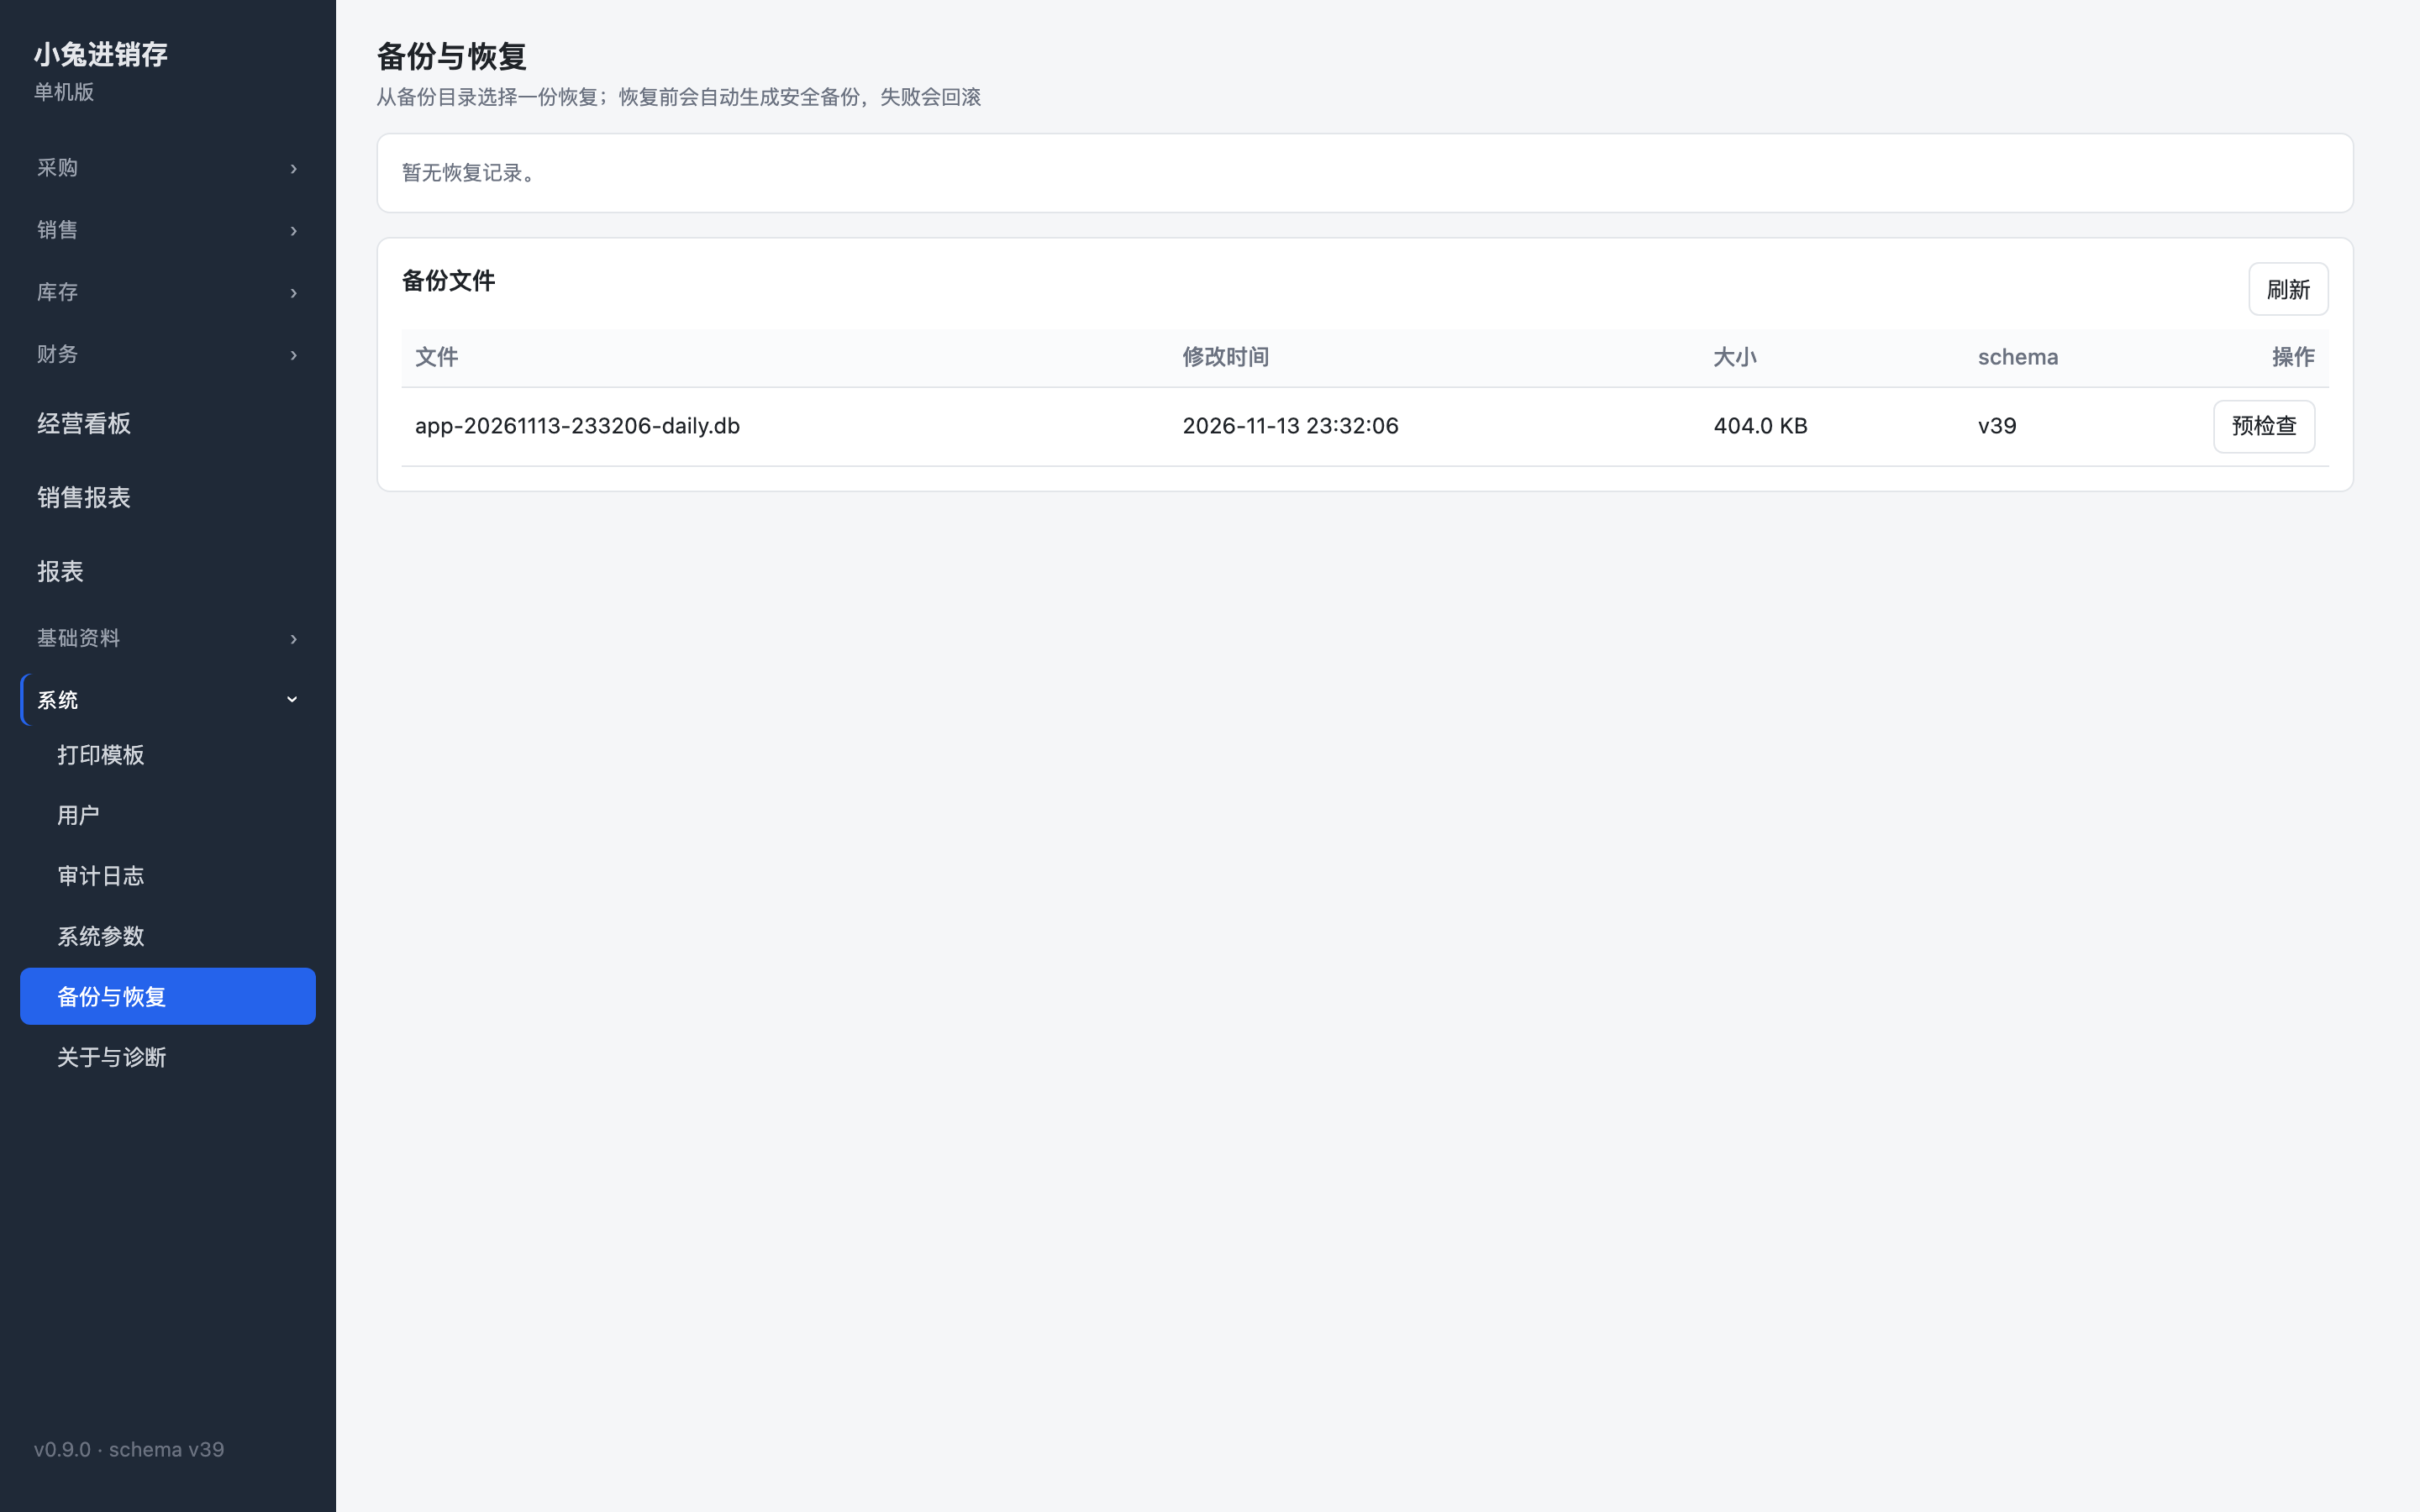 小兔进销存
单机版
采购
销售
库存
财务
经营看板
销售报表
报表
基础资料
系统
打印模板
用户
审计日志
系统参数
备份与恢复
关于与诊断
v0.9.0 · schema v39
备份与恢复
从备份目录选择一份恢复；恢复前会自动生成安全备份，失败会回滚
暂无恢复记录。
备份文件
刷新
文件 修改时间 大小 schema 操作
app-20261113-233206-daily.db 2026-11-13 23:32:06 404.0 KB v39 预检查